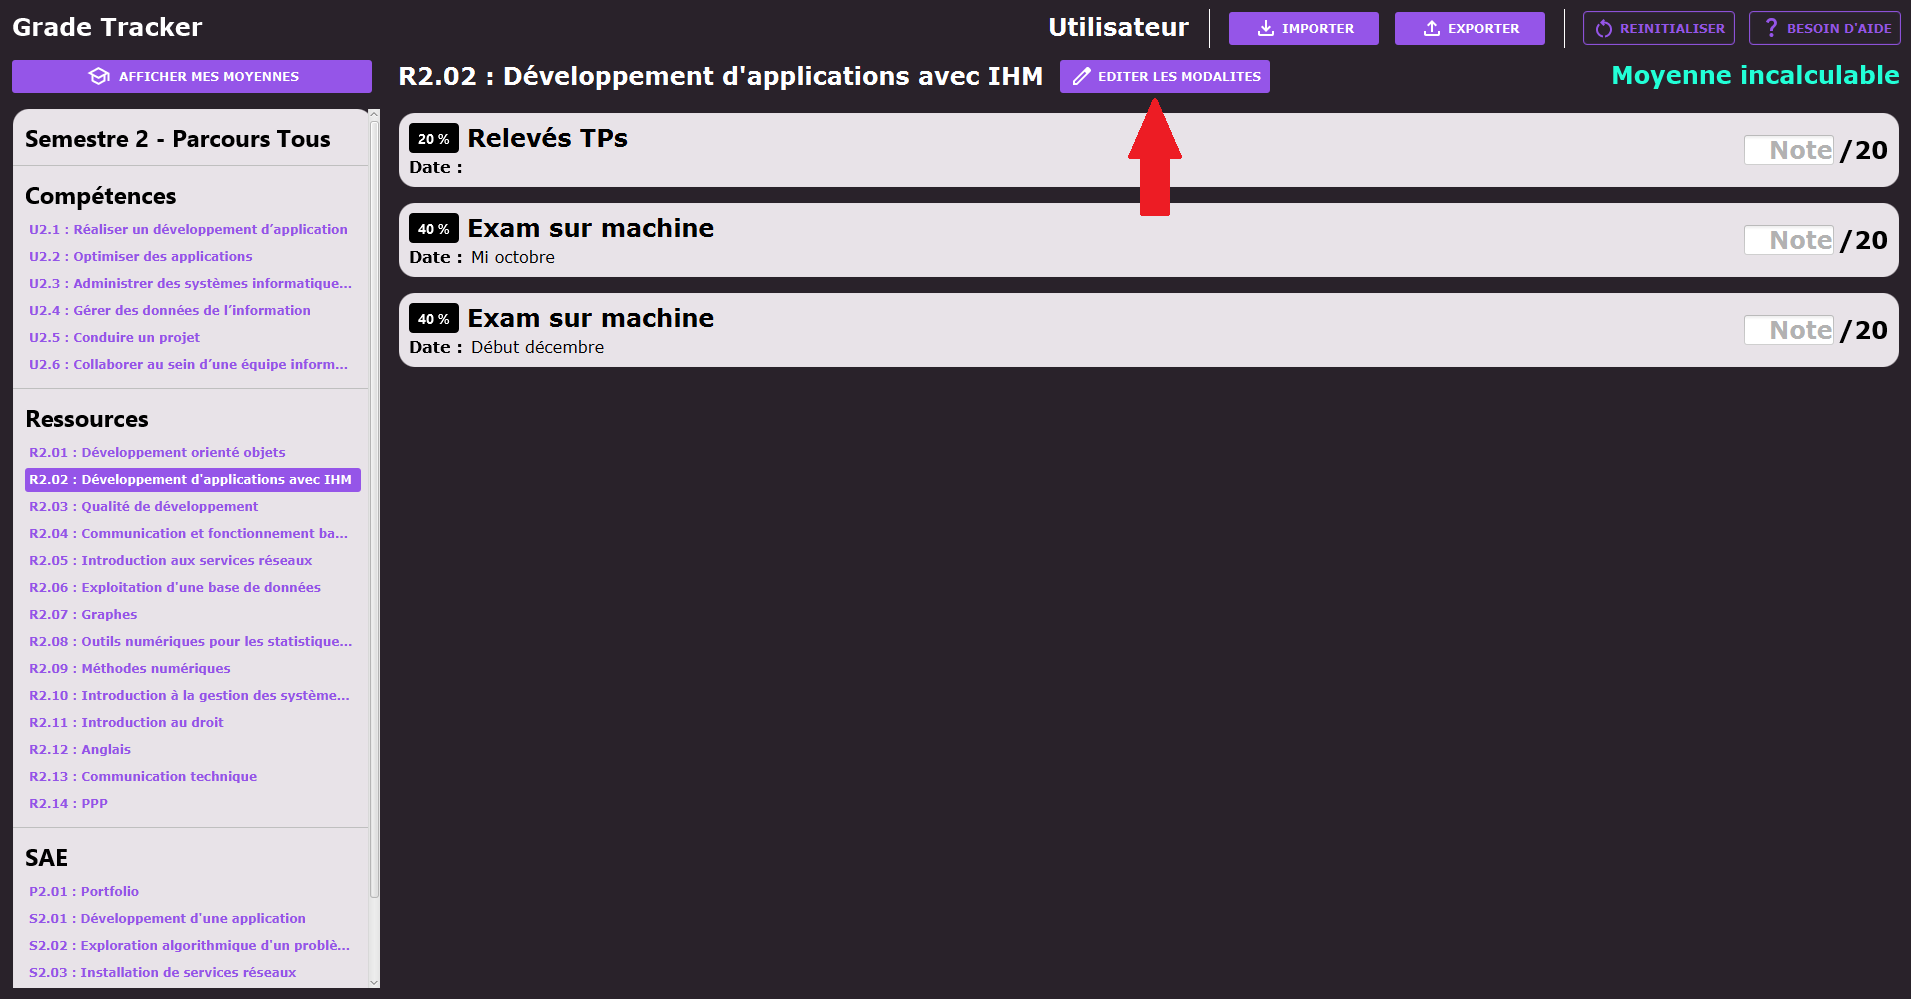 Grade Tracker
Utilisateur
IMPORTER
EXPORTER
REINITIALISER
? BESOIN D'AIDE
AFFICHER MES MOYENNES
R2.02 : Développement d'applications avec IHM
EDITER LES MODALITES
Moyenne incalculable
Semestre 2 - Parcours Tous
Compétences
U2.1 : Réaliser un développement d’application
U2.2 : Optimiser des applications
U2.3 : Administrer des systèmes informatique...
U2.4 : Gérer des données de l’information
U2.5 : Conduire un projet
U2.6 : Collaborer au sein d’une équipe inform...
Ressources
R2.01 : Développement orienté objets
R2.02 : Développement d'applications avec IHM
R2.03 : Qualité de développement
R2.04 : Communication et fonctionnement ba...
R2.05 : Introduction aux services réseaux
R2.06 : Exploitation d'une base de données
R2.07 : Graphes
R2.08 : Outils numériques pour les statistique...
R2.09 : Méthodes numériques
R2.10 : Introduction à la gestion des système...
R2.11 : Introduction au droit
R2.12 : Anglais
R2.13 : Communication technique
R2.14 : PPP
SAE
P2.01 : Portfolio
S2.01 : Développement d'une application
S2.02 : Exploration algorithmique d'un problè...
S2.03 : Installation de services réseaux
20 % Relevés TPs
Date :
Note /20
40 % Exam sur machine
Date : Mi octobre
Note /20
40 % Exam sur machine
Date : Début décembre
Note /20